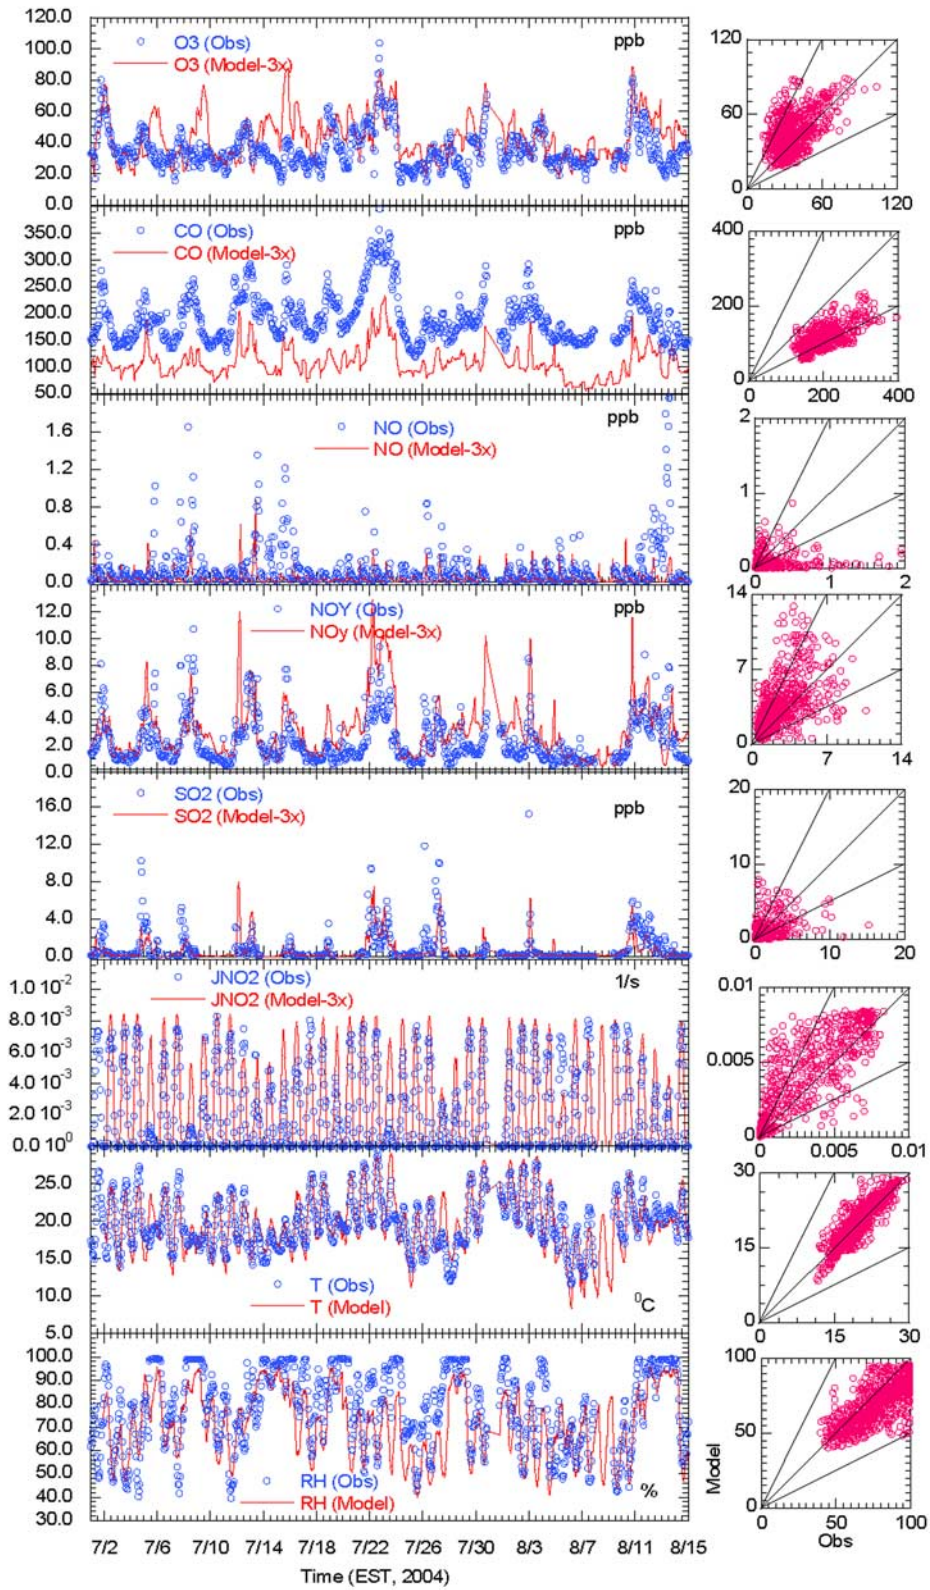 120.0
100.0
80.0
60.0
40.0
20.0
0.0
O3 (Obs)
O3 (Model-3x)
ppb
120
60
0
0 60 120
350.0
300.0
250.0
200.0
150.0
100.0
50.0
CO (Obs)
CO (Model-3x)
ppb
400
200
0
0 200 400
1.6
1.2
0.8
0.4
0.0
NO (Obs)
NO (Model-3x)
ppb
2
1
0
0 1 2
12.0
10.0
8.0
6.0
4.0
2.0
0.0
NOY (Obs)
NOy (Model-3x)
ppb
14
7
0
0 7 14
16.0
12.0
8.0
4.0
0.0
SO2 (Obs)
SO2 (Model-3x)
ppb
20
10
0
0 10 20
1.0 10⁻²
8.0 10⁻³
6.0 10⁻³
4.0 10⁻³
2.0 10⁻³
0.0 10⁰
JNO2 (Obs)
JNO2 (Model-3x)
1/s
0.01
0.005
0
0 0.005 0.01
25.0
20.0
15.0
10.0
5.0
T (Obs)
T (Model)
⁰C
30
15
0
0 15 30
100.0
90.0
80.0
70.0
60.0
50.0
40.0
30.0
RH (Obs)
RH (Model)
%
100
50
0
Model
0 100
Obs
7/2 7/6 7/10 7/14 7/18 7/22 7/26 7/30 8/3 8/7 8/11 8/15
Time (EST, 2004)